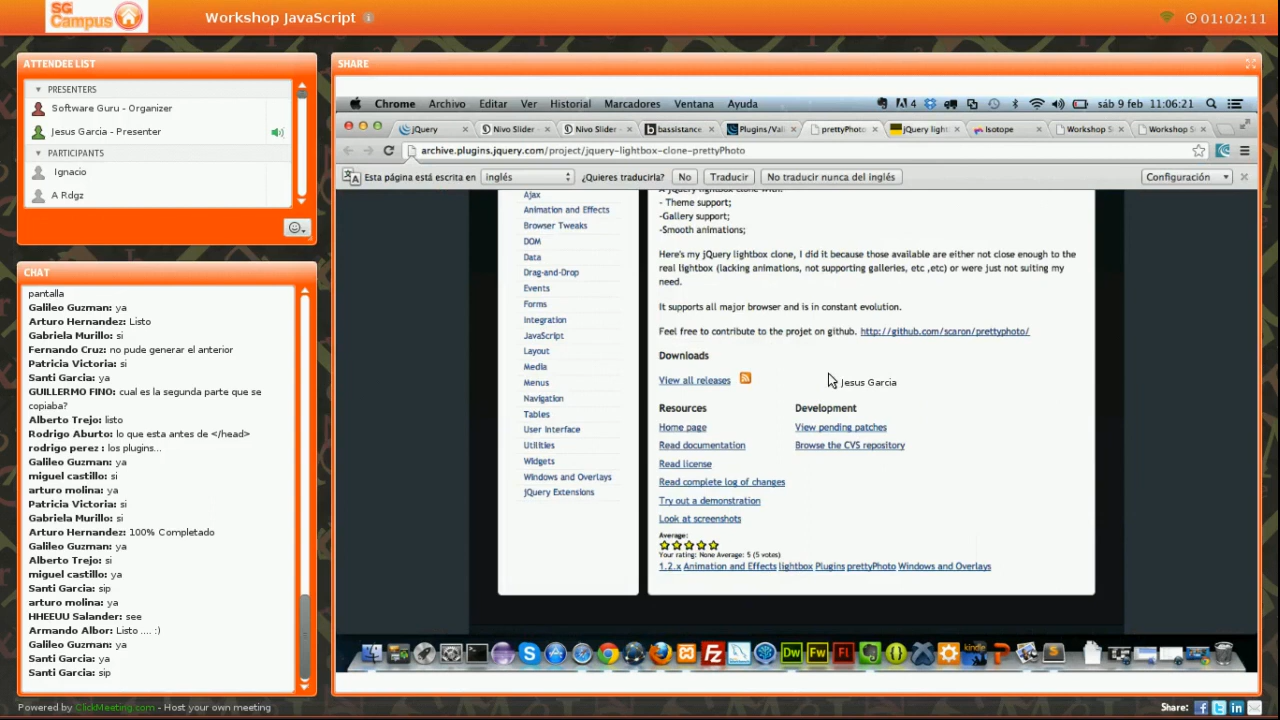 SG Campus
Workshop JavaScript
01:02:11
ATTENDEE LIST
PRESENTERS
Software Guru - Organizer
Jesus Garcia - Presenter
PARTICIPANTS
Ignacio
A Rdgz
CHAT
pantalla
Galileo Guzman: ya
Arturo Hernandez: Listo
Gabriela Murillo: si
Fernando Cruz: no pude generar el anterior
Patricia Victoria: si
Santi Garcia: ya
GUILLERMO FINO: cual es la segunda parte que se
copiaba?
Alberto Trejo: listo
Rodrigo Aburto: lo que esta antes de </head>
rodrigo perez : los plugins...
Galileo Guzman: ya
miguel castillo: si
arturo molina: ya
Patricia Victoria: si
Gabriela Murillo: si
Arturo Hernandez: 100% Completado
Galileo Guzman: ya
Alberto Trejo: si
miguel castillo: ya
Santi Garcia: sip
arturo molina: ya
HHEEUU Salander: see
Armando Albor: Listo .... :)
Galileo Guzman: ya
Santi Garcia: ya
Santi Garcia: sip
SHARE
Chrome Archivo Editar Ver Historial Marcadores Ventana Ayuda
4 sáb 9 feb 11:06:21
jQuery
Nivo Slider -
Nivo Slider -
bassistance
Plugins/Vali
prettyPhoto
jQuery light
Isotope
Workshop S
Workshop S
archive.plugins.jquery.com/project/jquery-lightbox-clone-prettyPhoto
Esta página está escrita en inglés ¿Quieres traducirla? No Traducir No traducir nunca del inglés Configuración
Ajax
Animation and Effects
Browser Tweaks
DOM
Data
Drag-and-Drop
Events
Forms
Integration
JavaScript
Layout
Media
Menus
Navigation
Tables
User Interface
Utilities
Widgets
Windows and Overlays
jQuery Extensions
A jQuery lightbox clone with:
- Theme support;
-Gallery support;
-Smooth animations;
Here's my jQuery lightbox clone, I did it because those available are either not close enough to the
real lightbox (lacking animations, not supporting galleries, etc ,etc) or were just not suiting my
need.
It supports all major browser and is in constant evolution.
Feel free to contribute to the projet on github. http://github.com/scaron/prettyphoto/
Downloads
View all releases
Jesus Garcia
Resources
Home page
Read documentation
Read license
Read complete log of changes
Try out a demonstration
Look at screenshots
Development
View pending patches
Browse the CVS repository
Average:
Your rating: None Average: 5 (5 votes)
1.2.x Animation and Effects lightbox Plugins prettyPhoto Windows and Overlays
Dw Fw Fl
kindle
Powered by ClickMeeting.com - Host your own meeting
Share: